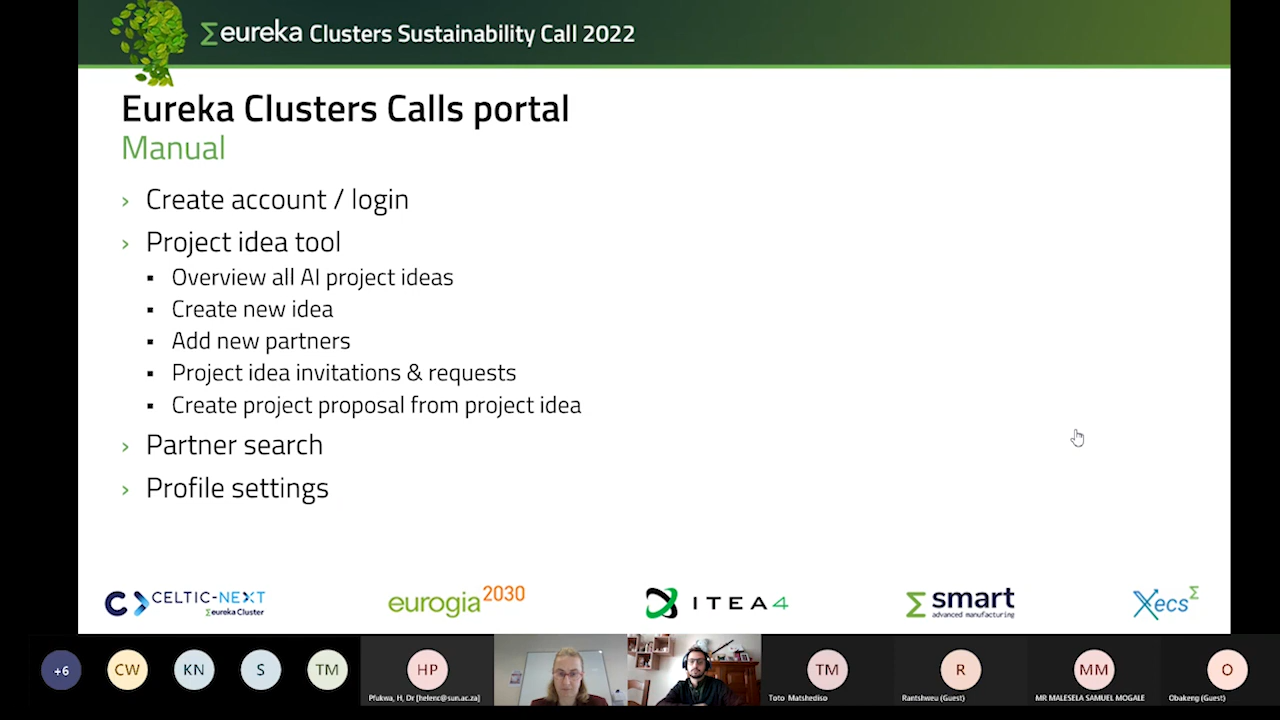 Σeureka Clusters Sustainability Call 2022
Eureka Clusters Calls portal
Manual
› Create account / login
› Project idea tool
▪ Overview all AI project ideas
▪ Create new idea
▪ Add new partners
▪ Project idea invitations & requests
▪ Create project proposal from project idea
› Partner search
› Profile settings
CELTIC-NEXT
Σeureka Cluster
eurogia2030
ITEA4
Σ smart
advanced manufacturing
XecsΣ
+6
CW
KN
S
TM
HP
Pfukwa, H, Dr [helenc@sun.ac.za]
TM
Toto Matshediso
R
Rantshweu (Guest)
MM
MR MALESELA SAMUEL MOGALE
O
Obakeng (Guest)